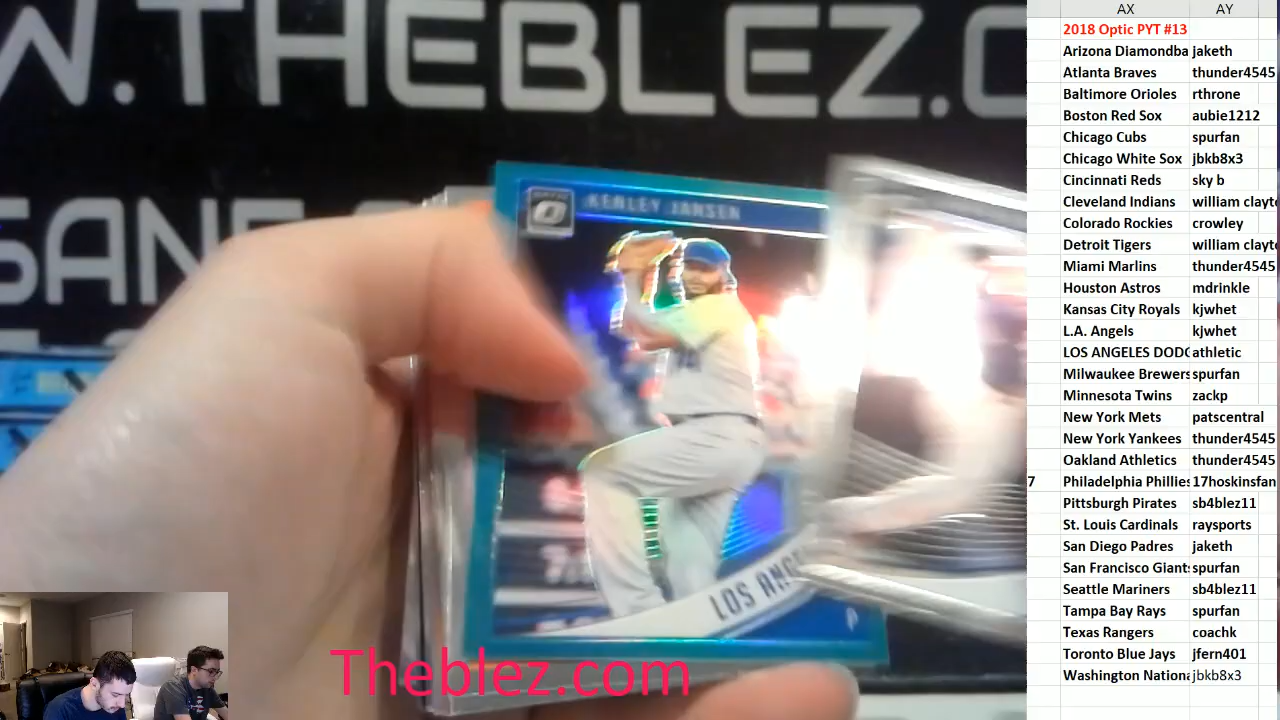 W.THEBLEZ.C
SANE
OPTIC
KENLEY JANSEN
LOS ANGE
P
Theblez.com
AX AY
2018 Optic PYT #13
Arizona Diamondba jaketh
Atlanta Braves thunder4545
Baltimore Orioles rthrone
Boston Red Sox aubie1212
Chicago Cubs spurfan
Chicago White Sox jbkb8x3
Cincinnati Reds sky b
Cleveland Indians william clayto
Colorado Rockies crowley
Detroit Tigers william clayto
Miami Marlins thunder4545
Houston Astros mdrinkle
Kansas City Royals kjwhet
L.A. Angels kjwhet
LOS ANGELES DODG athletic
Milwaukee Brewers spurfan
Minnesota Twins zackp
New York Mets patscentral
New York Yankees thunder4545
Oakland Athletics thunder4545
7 Philadelphia Phillies 17hoskinsfan
Pittsburgh Pirates sb4blez11
St. Louis Cardinals raysports
San Diego Padres jaketh
San Francisco Giants spurfan
Seattle Mariners sb4blez11
Tampa Bay Rays spurfan
Texas Rangers coachk
Toronto Blue Jays jfern401
Washington Nationa jbkb8x3